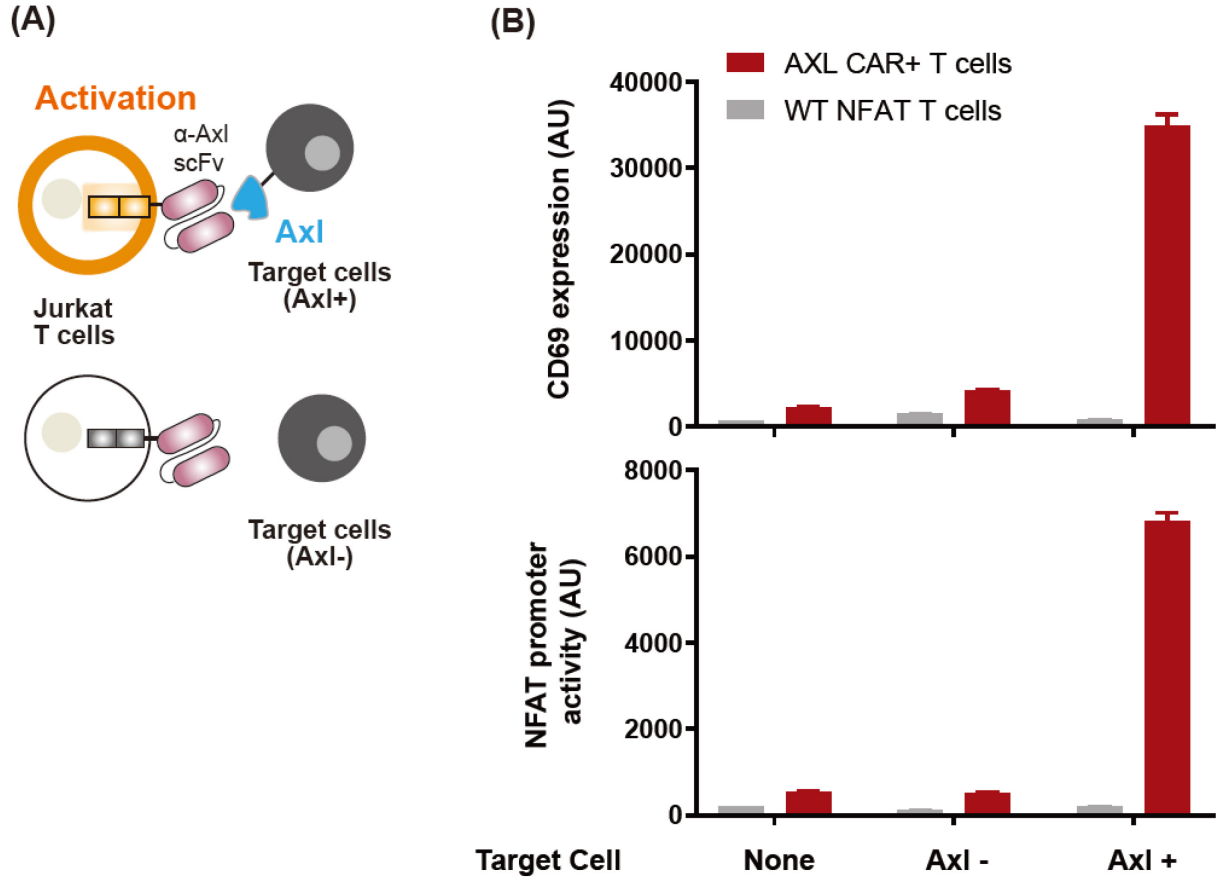 (A)
Activation
α-Axl
scFv
Axl
Target cells
(Axl+)
Jurkat
T cells
Target cells
(Axl-)
(B)
AXL CAR+ T cells
WT NFAT T cells
CD69 expression (AU)
40000
30000
20000
10000
0
NFAT promoter
activity (AU)
8000
6000
4000
2000
0
Target Cell
None
Axl -
Axl +